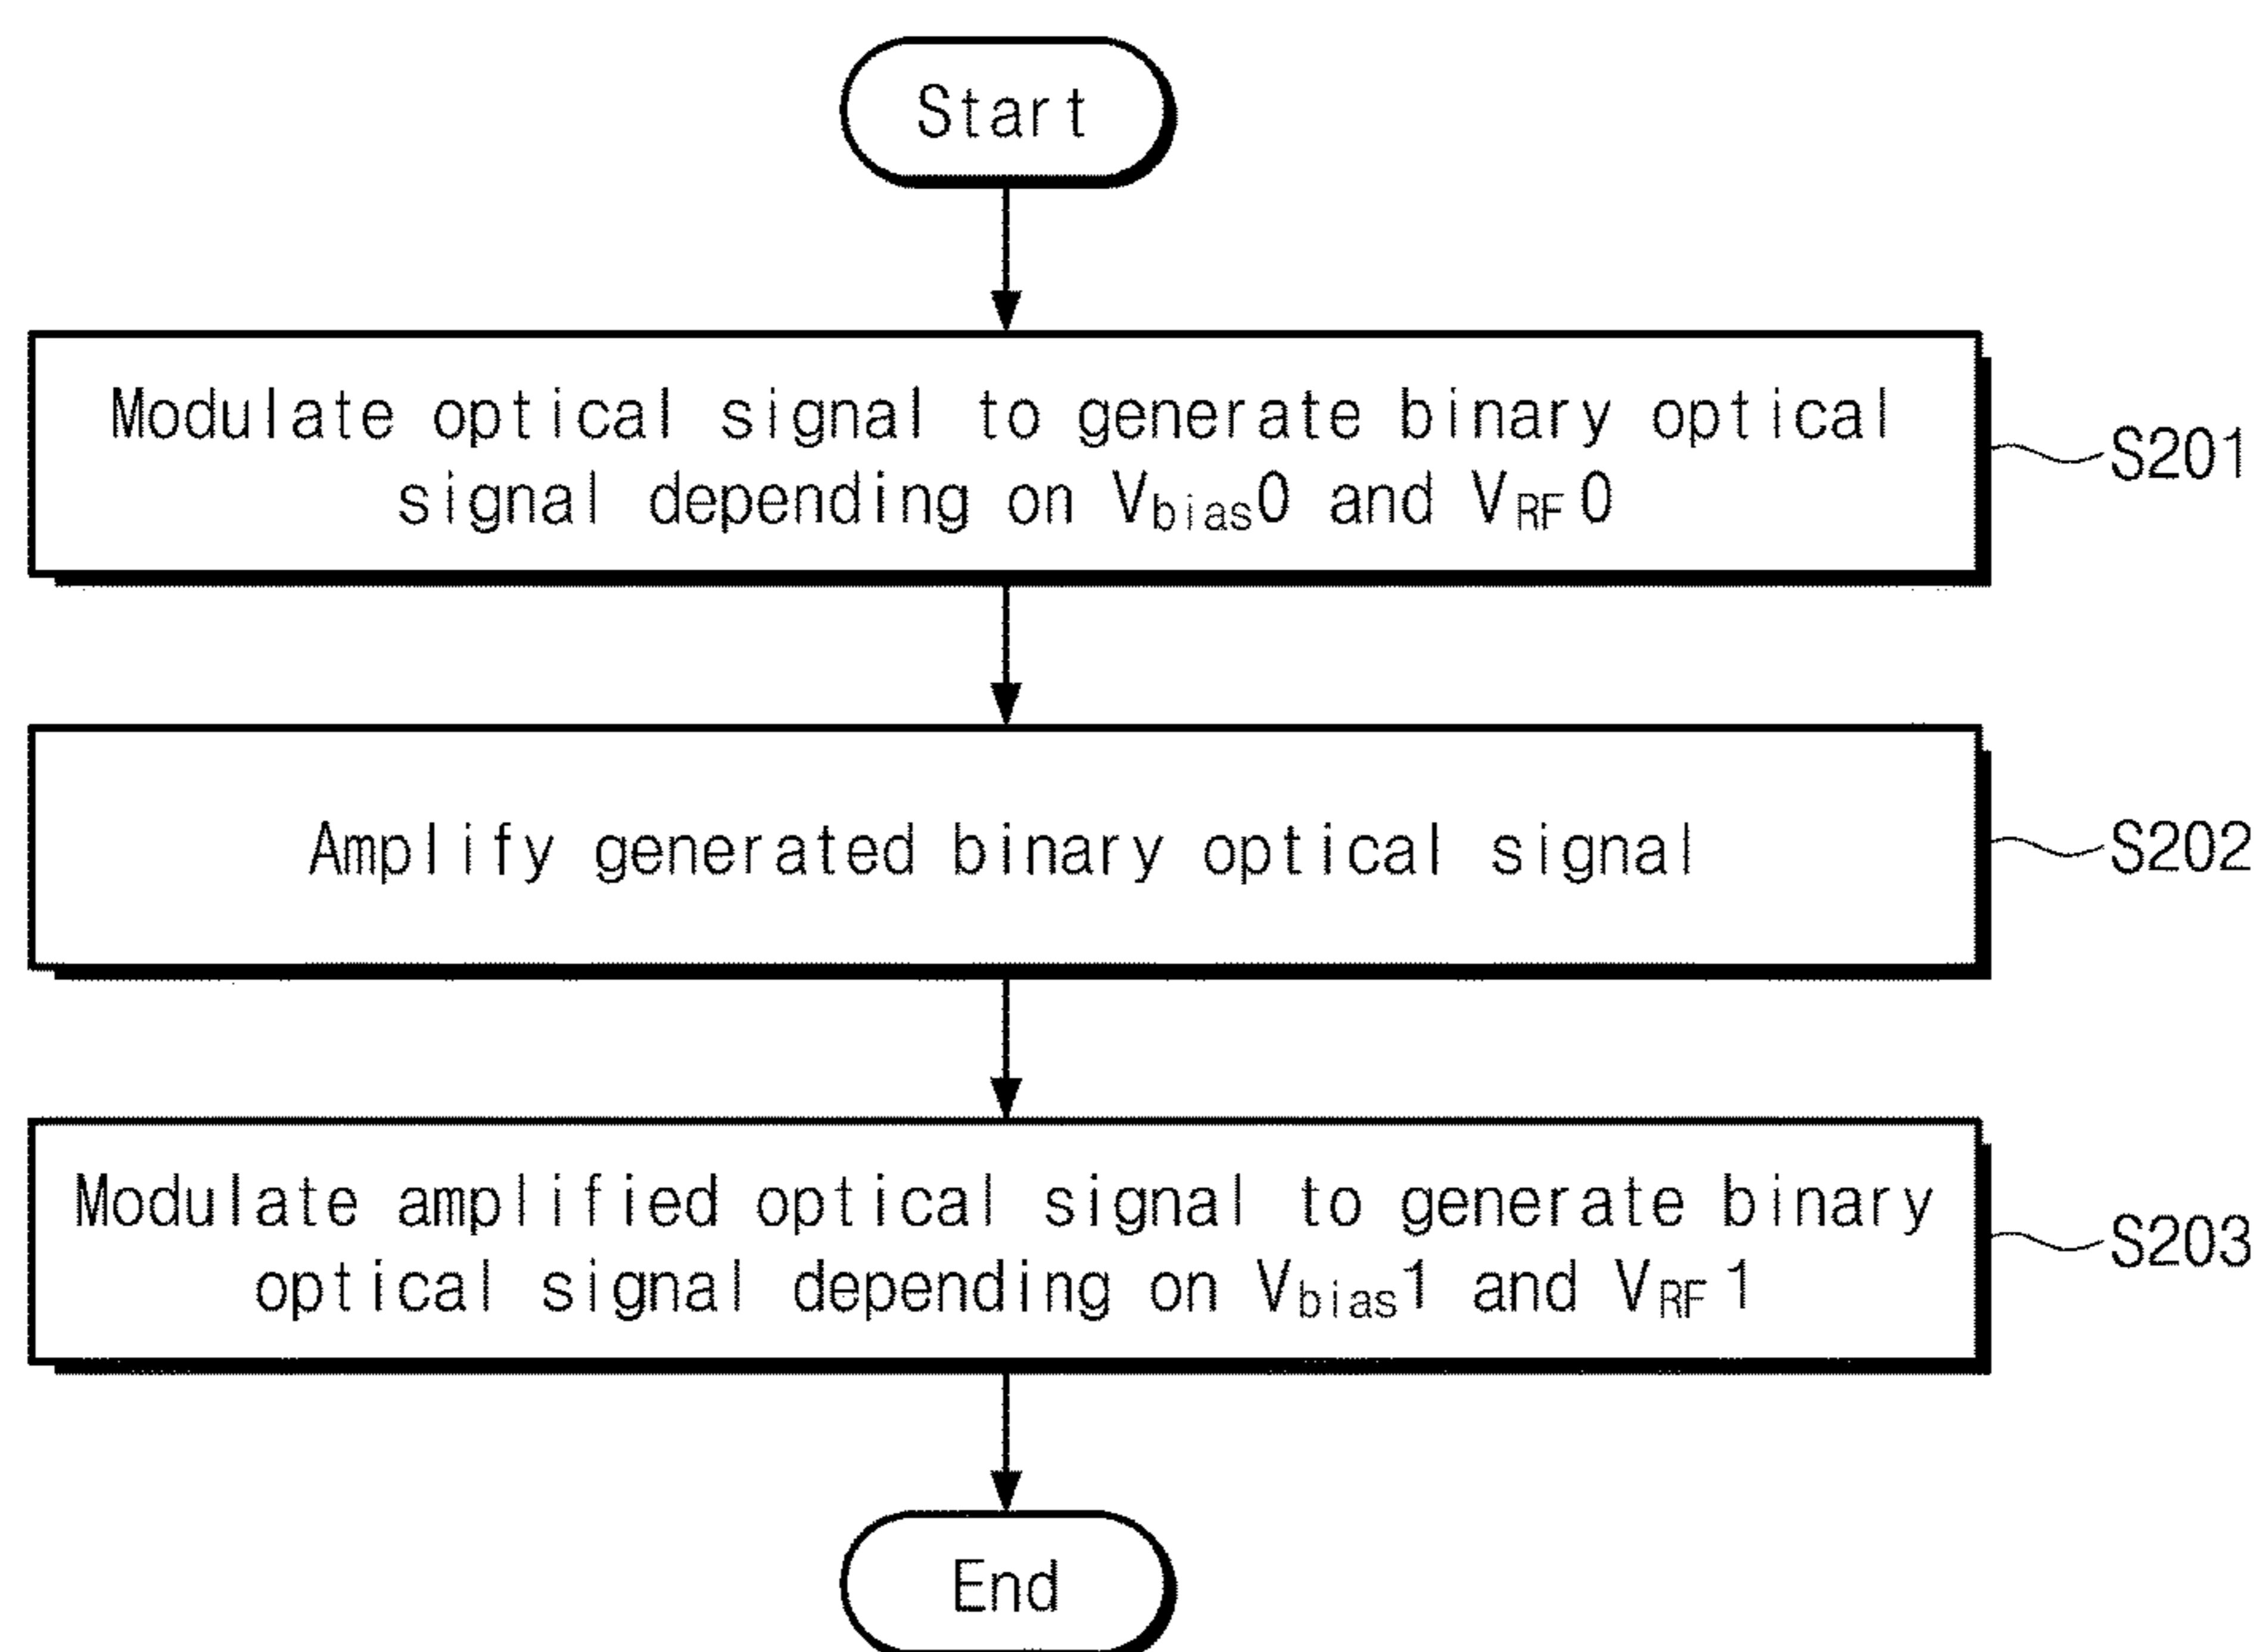 Start
Modulate optical signal to generate binary optical
signal depending on Vbias0 and VRF0
S201
Amplify generated binary optical signal
S202
Modulate amplified optical signal to generate binary
optical signal depending on Vbias1 and VRF1
S203
End